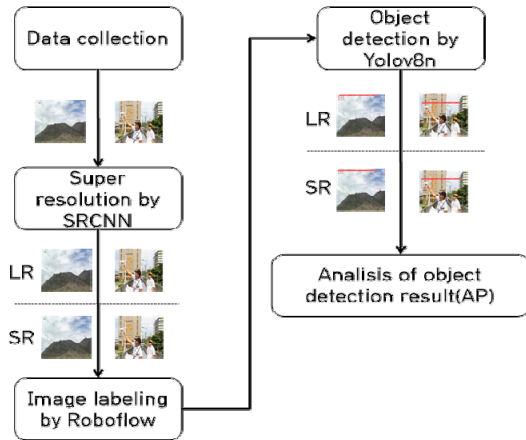 Data collection
Super
resolution by
SRCNN
LR
SR
Image labeling
by Roboflow
Object
detection by
Yolov8n
LR
SR
Analisis of object
detection result(AP)